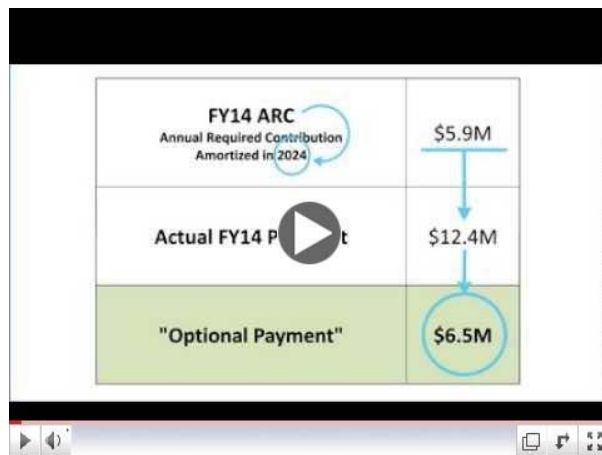 FY14 ARC
Annual Required Contribution
Amortized in 2024
$5.9M
Actual FY14 P t
$12.4M
"Optional Payment"
$6.5M